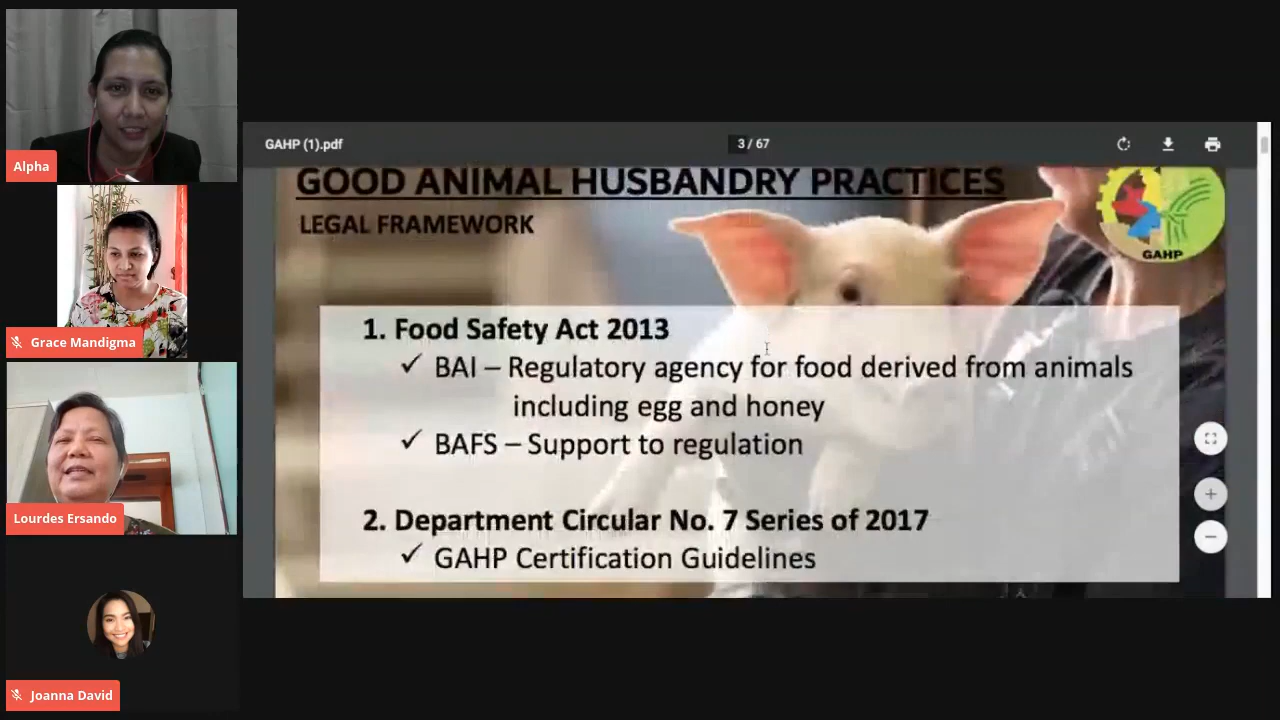 Alpha
Grace Mandigma
Lourdes Ersando
Joanna David
GAHP (1).pdf
3 / 67
GOOD ANIMAL HUSBANDRY PRACTICES
LEGAL FRAMEWORK
GAHP
1. Food Safety Act 2013
✓ BAI – Regulatory agency for food derived from animals
including egg and honey
✓ BAFS – Support to regulation
2. Department Circular No. 7 Series of 2017
✓ GAHP Certification Guidelines